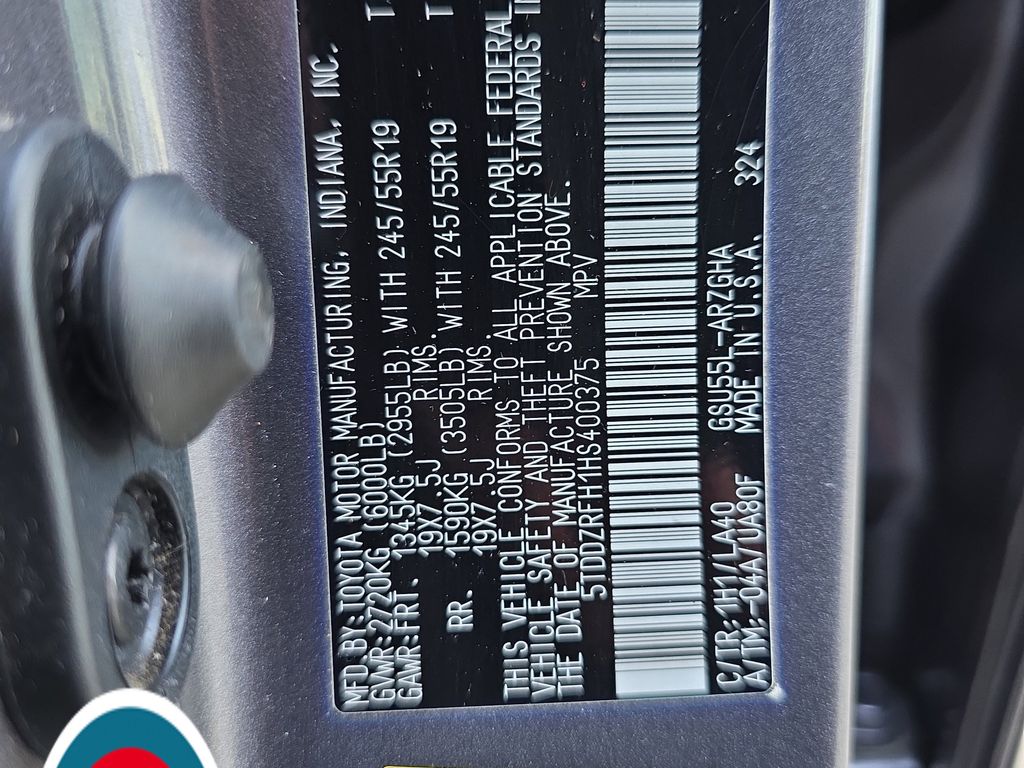 MFD.BY:TOYOTA MOTOR MANUFACTURING, INDIANA, INC.
GVWR:2720KG (6000LB)
GAWR:FRT. 1345KG (2955LB) WITH 245/55R19 T
19X7.5J RIMS.
RR. 1590KG (3505LB) WITH 245/55R19 T
19X7.5J RIMS.
THIS VEHICLE CONFORMS TO ALL APPLICABLE FEDERAL
VEHICLE SAFETY AND THEFT PREVENTION STANDARDS
THE DATE OF MANUFACTURE SHOWN ABOVE.
5TDDZRFH1HS400375 MPV
C/TR:1H1/LA40 GSU55L-ARZGHA
A/TM:-04A/UA80F MADE IN U.S.A. 324